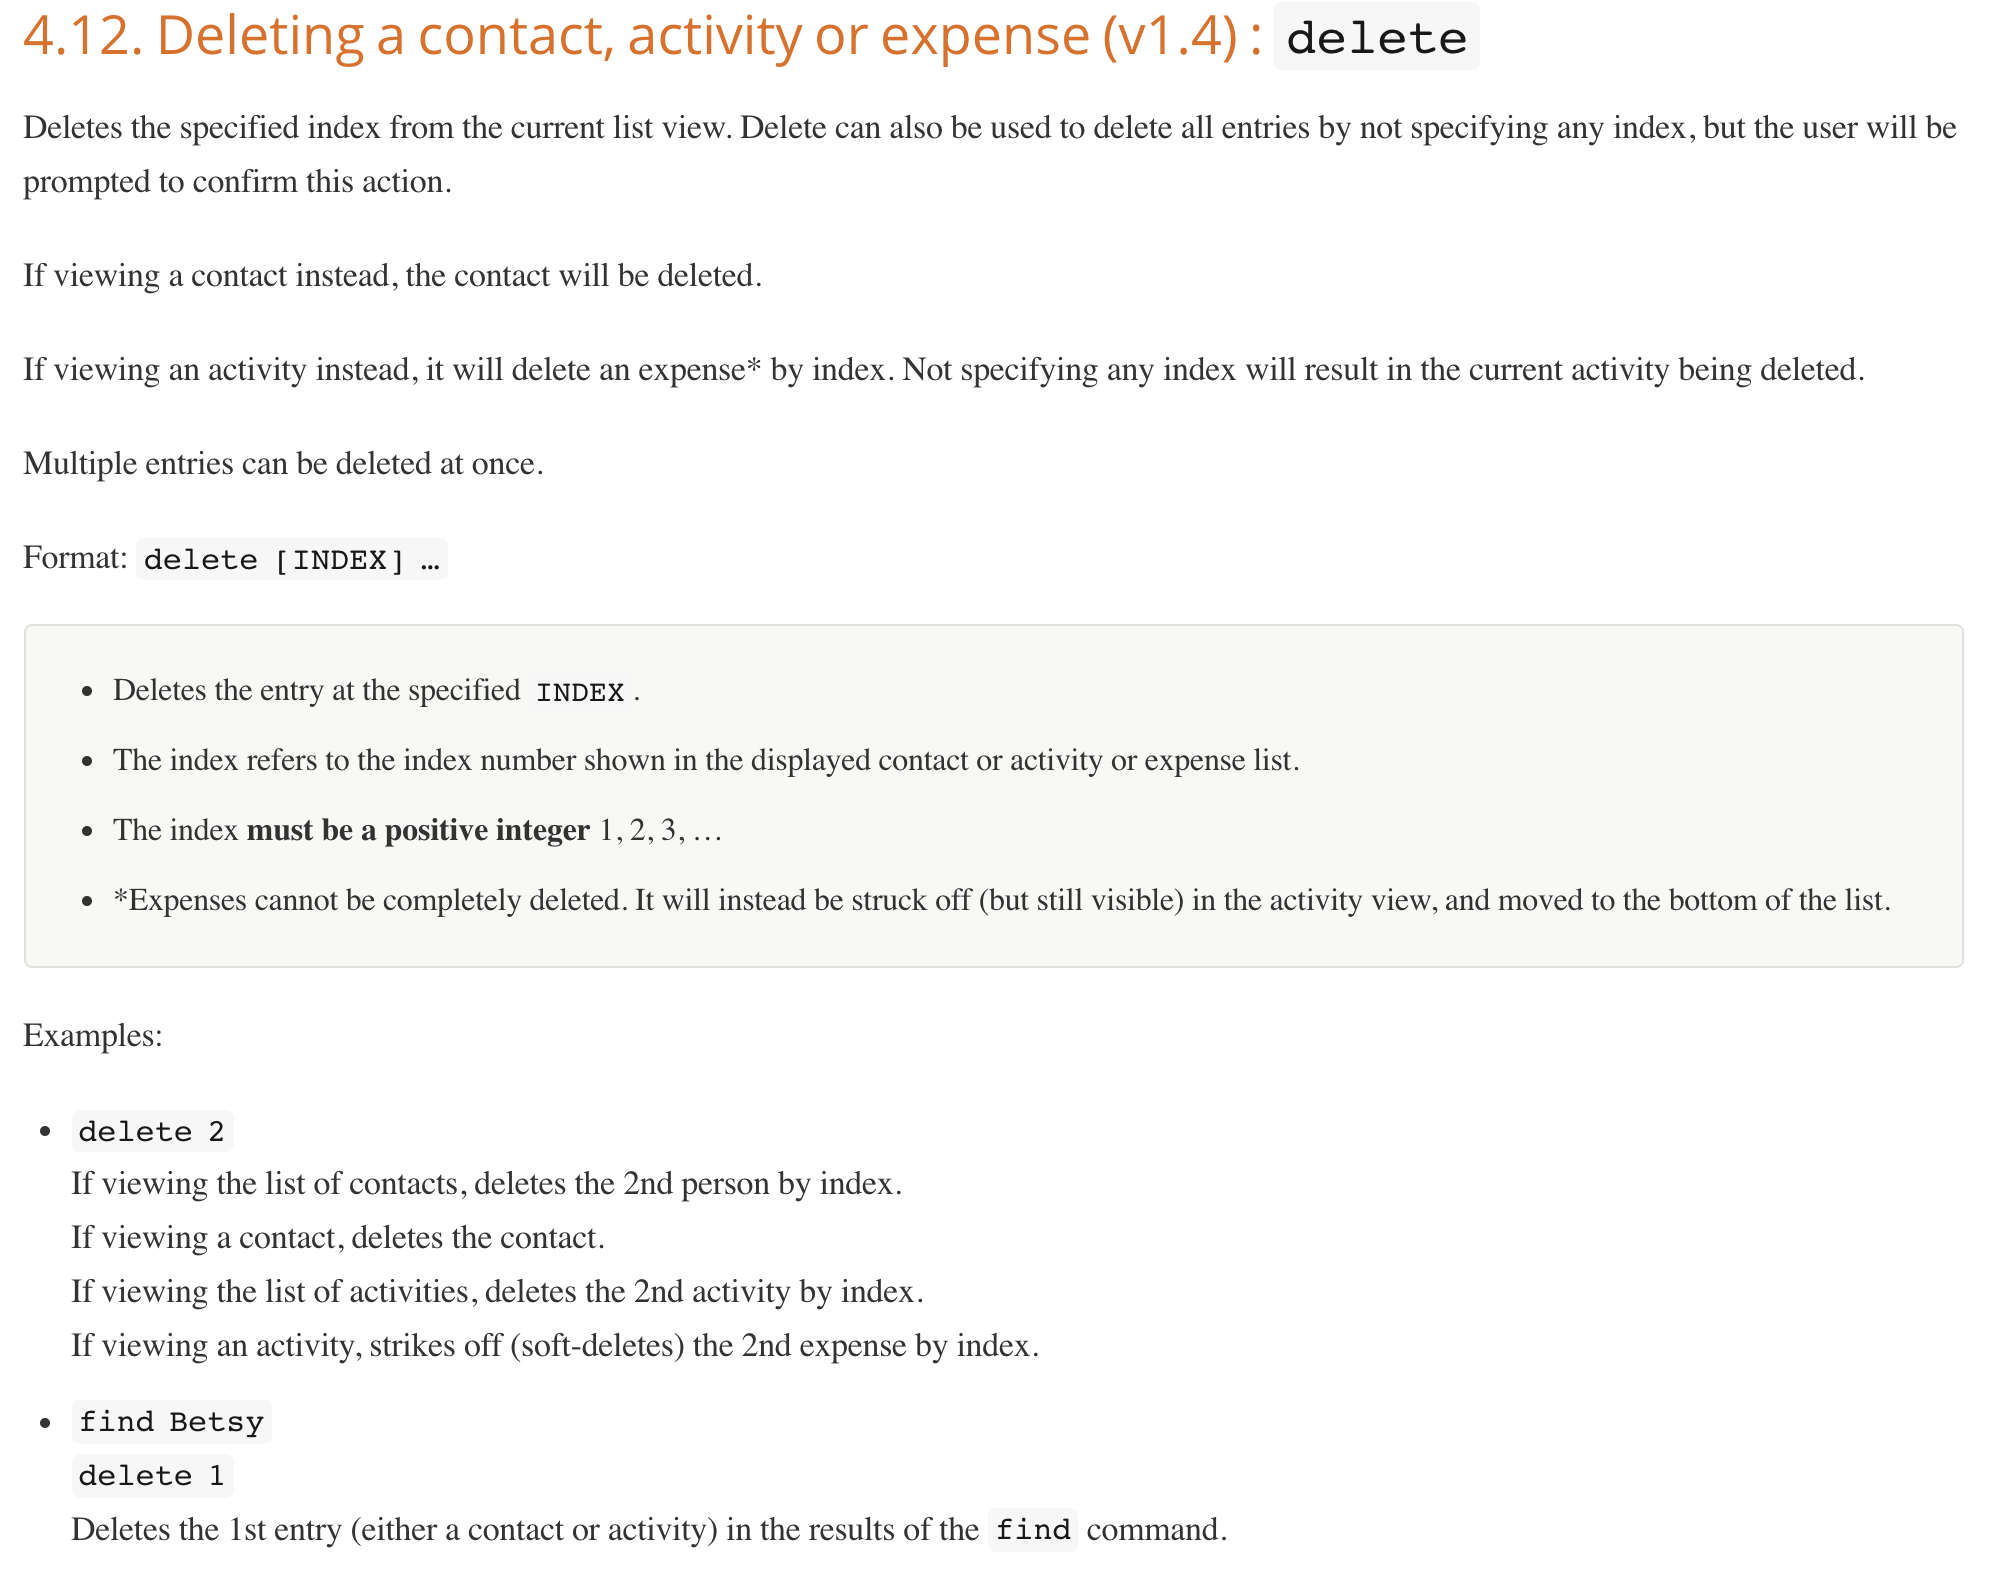 4.12. Deleting a contact, activity or expense (v1.4) : delete
Deletes the specified index from the current list view. Delete can also be used to delete all entries by not specifying any index, but the user will be
prompted to confirm this action.
If viewing a contact instead, the contact will be deleted.
If viewing an activity instead, it will delete an expense* by index. Not specifying any index will result in the current activity being deleted.
Multiple entries can be deleted at once.
Format: delete [INDEX] …
• Deletes the entry at the specified INDEX .
• The index refers to the index number shown in the displayed contact or activity or expense list.
• The index must be a positive integer 1, 2, 3, …
• *Expenses cannot be completely deleted. It will instead be struck off (but still visible) in the activity view, and moved to the bottom of the list.
Examples:
• delete 2
If viewing the list of contacts, deletes the 2nd person by index.
If viewing a contact, deletes the contact.
If viewing the list of activities, deletes the 2nd activity by index.
If viewing an activity, strikes off (soft-deletes) the 2nd expense by index.
• find Betsy
delete 1
Deletes the 1st entry (either a contact or activity) in the results of the find command.